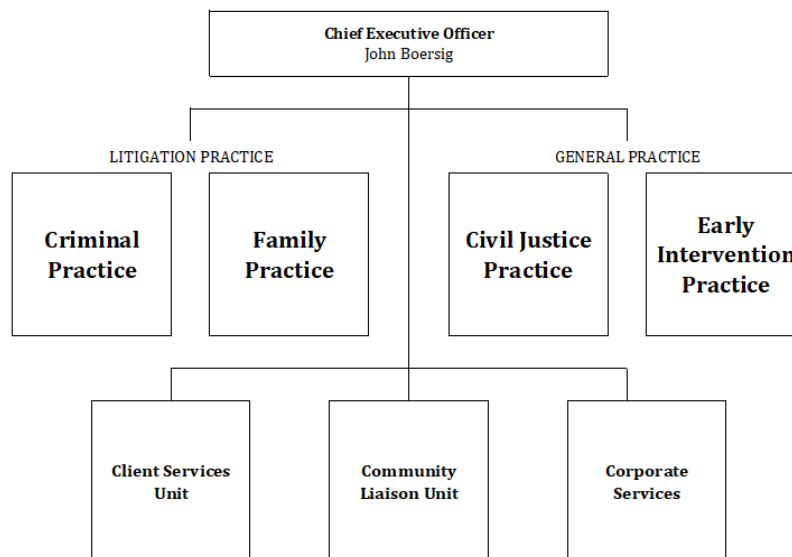 Chief Executive Officer
John Boersig
LITIGATION PRACTICE
GENERAL PRACTICE
Criminal
Practice
Family
Practice
Civil Justice
Practice
Early
Intervention
Practice
Client Services
Unit
Community
Liaison Unit
Corporate
Services